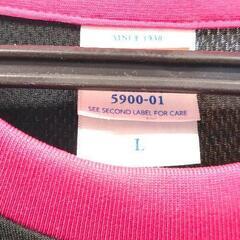 SINCE 1938
5900-01
SEE SECOND LABEL FOR CARE
L